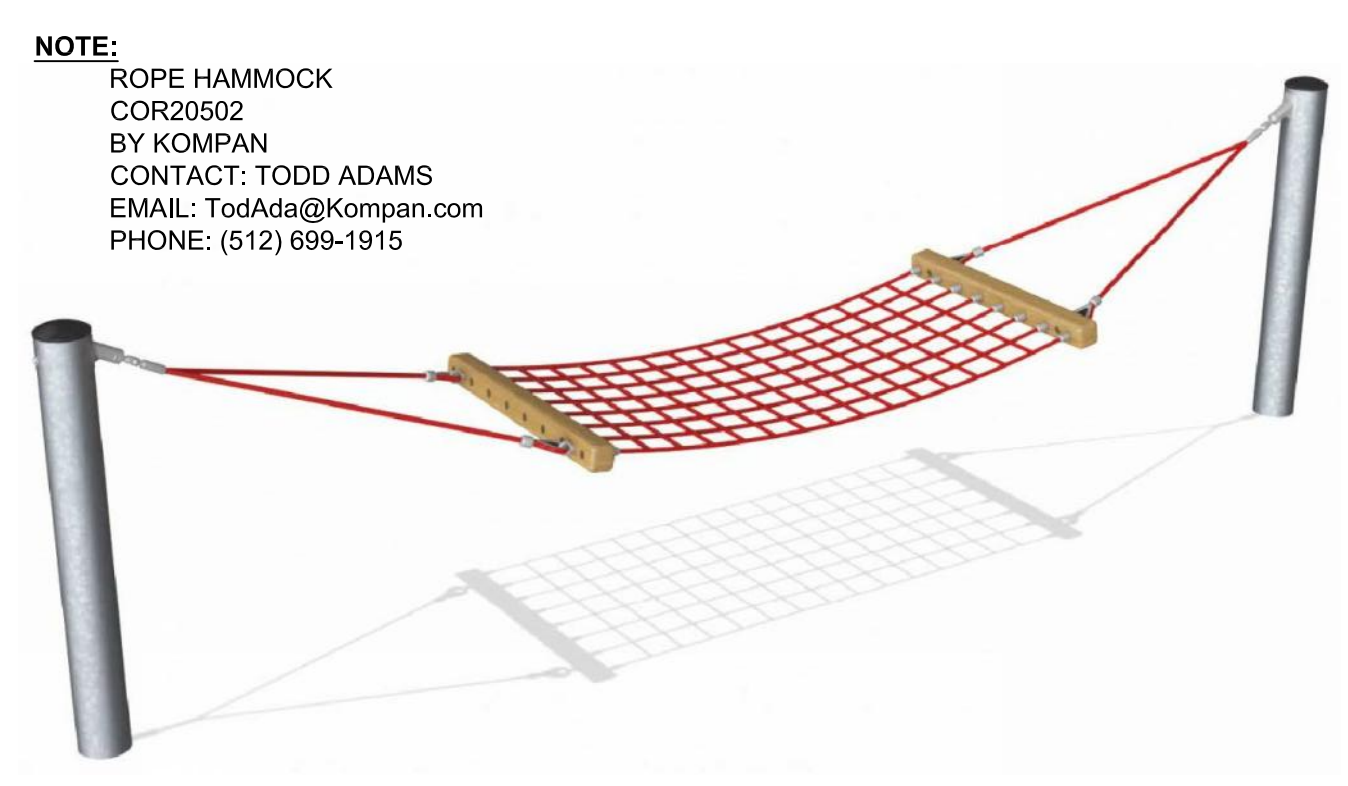 NOTE:
ROPE HAMMOCK
COR20502
BY KOMPAN
CONTACT: TODD ADAMS
EMAIL: TodAda@Kompan.com
PHONE: (512) 699-1915